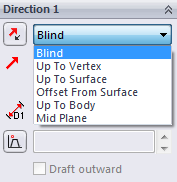 Direction 1
Blind
Blind
Up To Vertex
Up To Surface
Offset From Surface
Up To Body
Mid Plane
D1
Draft outward